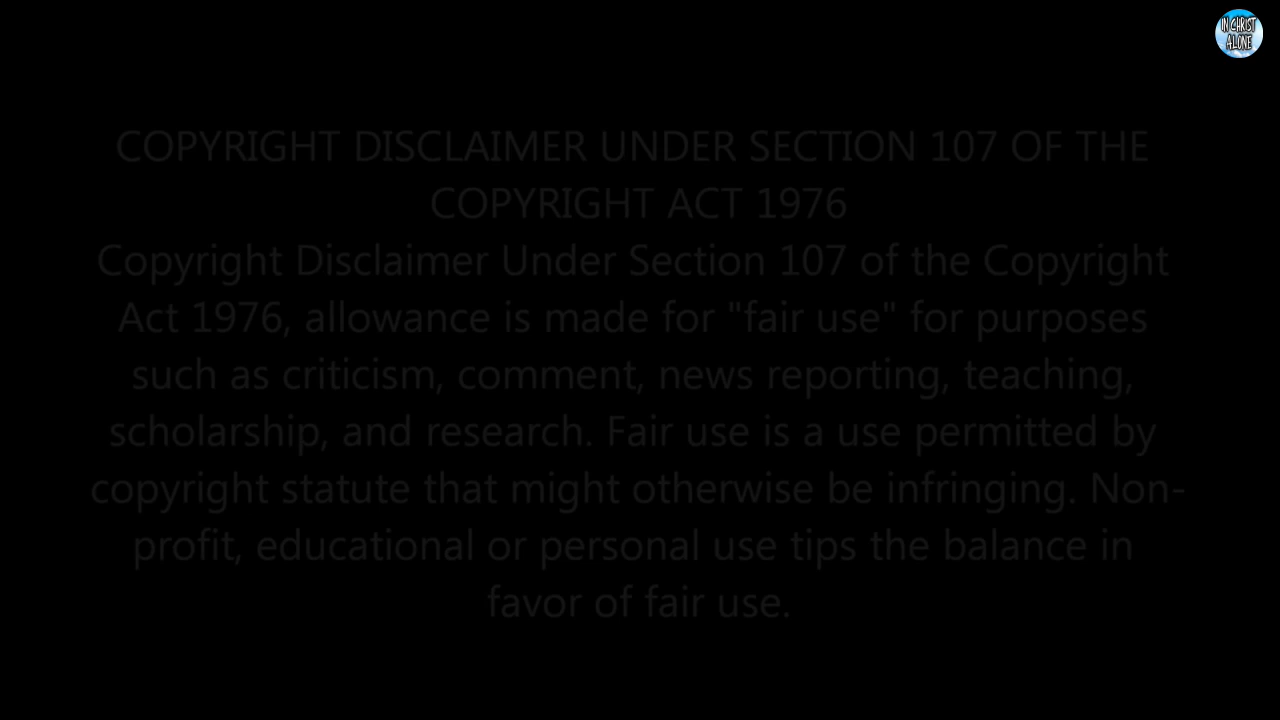 IN CHRIST
ALONE
COPYRIGHT DISCLAIMER UNDER SECTION 107 OF THE
COPYRIGHT ACT 1976
Copyright Disclaimer Under Section 107 of the Copyright
Act 1976, allowance is made for "fair use" for purposes
such as criticism, comment, news reporting, teaching,
scholarship, and research. Fair use is a use permitted by
copyright statute that might otherwise be infringing. Non-
profit, educational or personal use tips the balance in
favor of fair use.